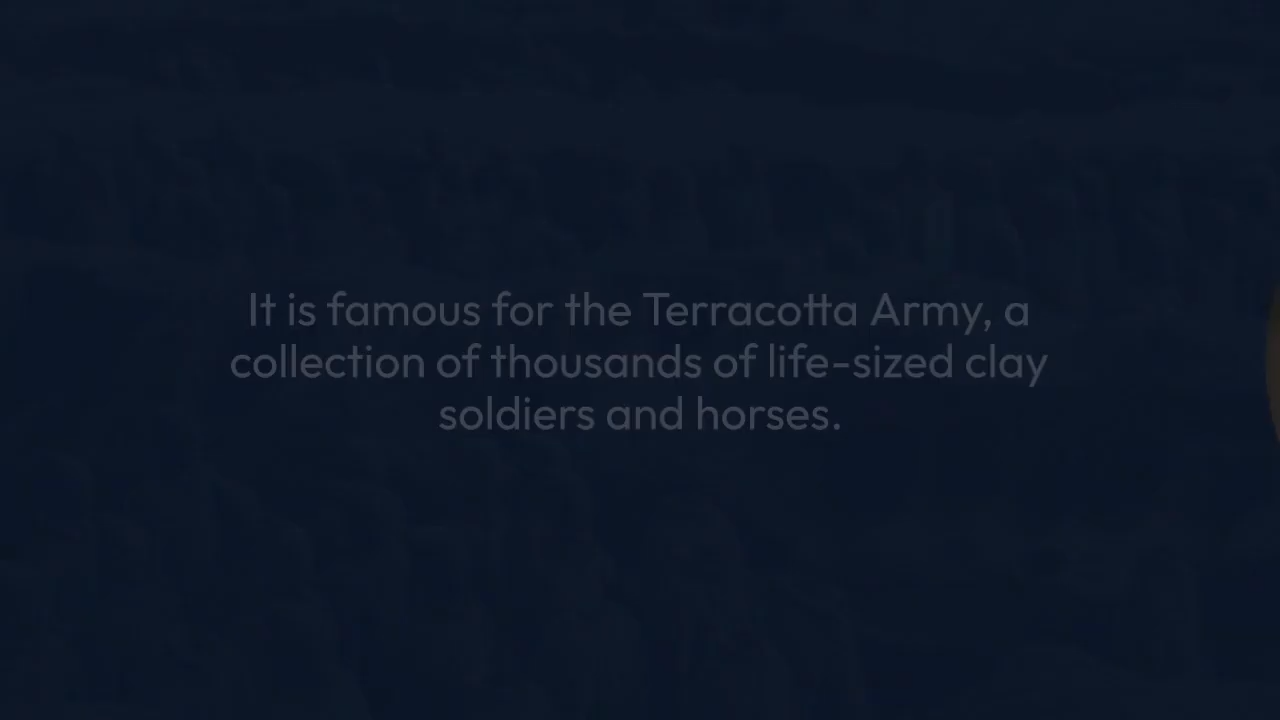 It is famous for the Terracotta Army, a
collection of thousands of life-sized clay
soldiers and horses.